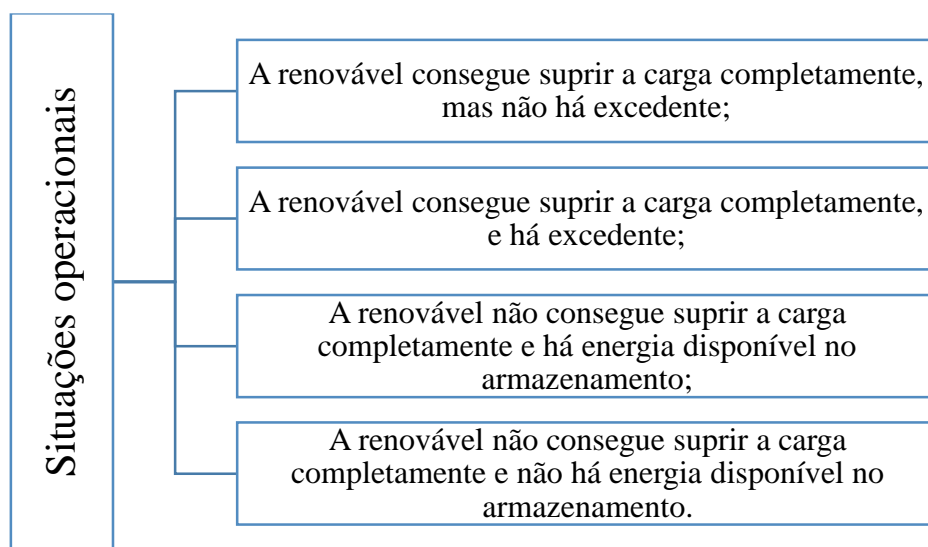 Situações operacionais
A renovável consegue suprir a carga completamente,
mas não há excedente;
A renovável consegue suprir a carga completamente,
e há excedente;
A renovável não consegue suprir a carga
completamente e há energia disponível no
armazenamento;
A renovável não consegue suprir a carga
completamente e não há energia disponível no
armazenamento.